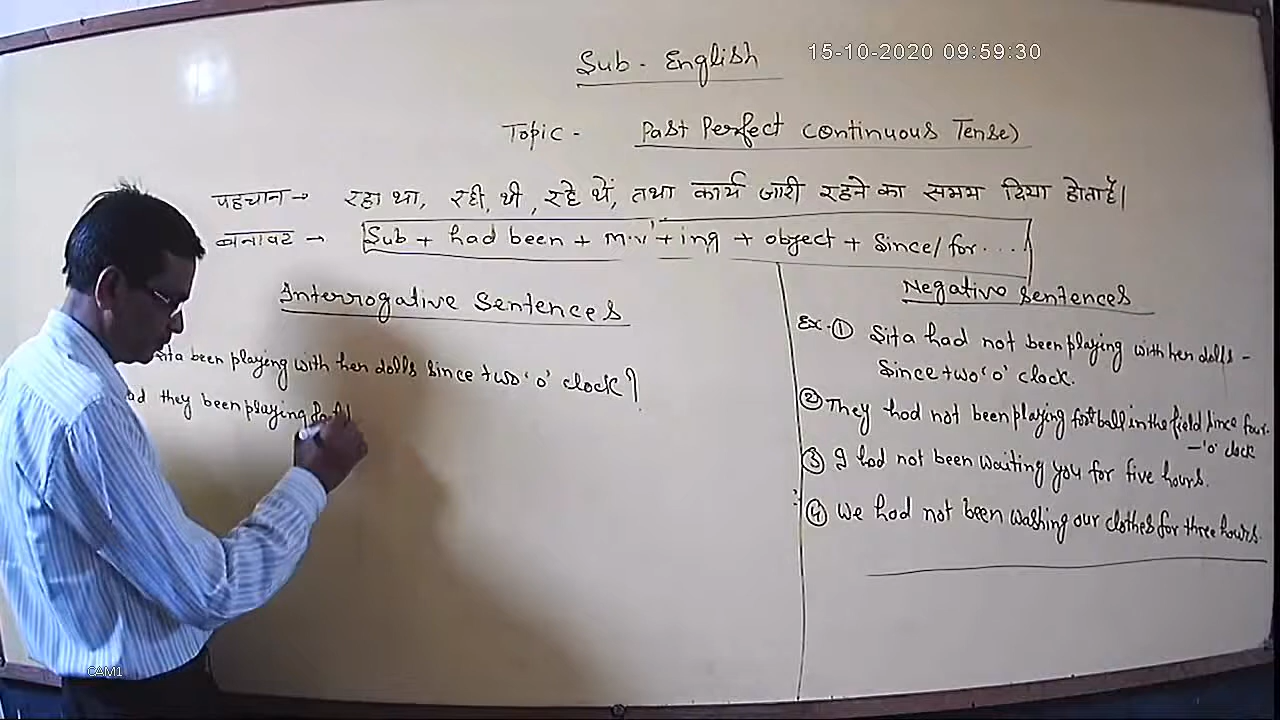 Sub - English
15-10-2020 09:59:30
Topic - Past Perfect Continuous Tense)
पहचान → रहा था, रही, थी, रहे थें, तथा कार्य जारी रहने का समय दिया होता है।
बनावट → Sub + had been + m.v' + ing + object + Since/for....
Interrogative Sentences
Sita been playing with her dolls Since two 'o' clock?
they been playing
Negative Sentences
Ex. ① Sita had not been playing with her dolls -
Since two 'o' clock.
② They had not been playing football in the field Since four-
-'o' clock
③ I had not been waiting you for five hours.
④ We had not been washing our clothes for three hours.
CAM1